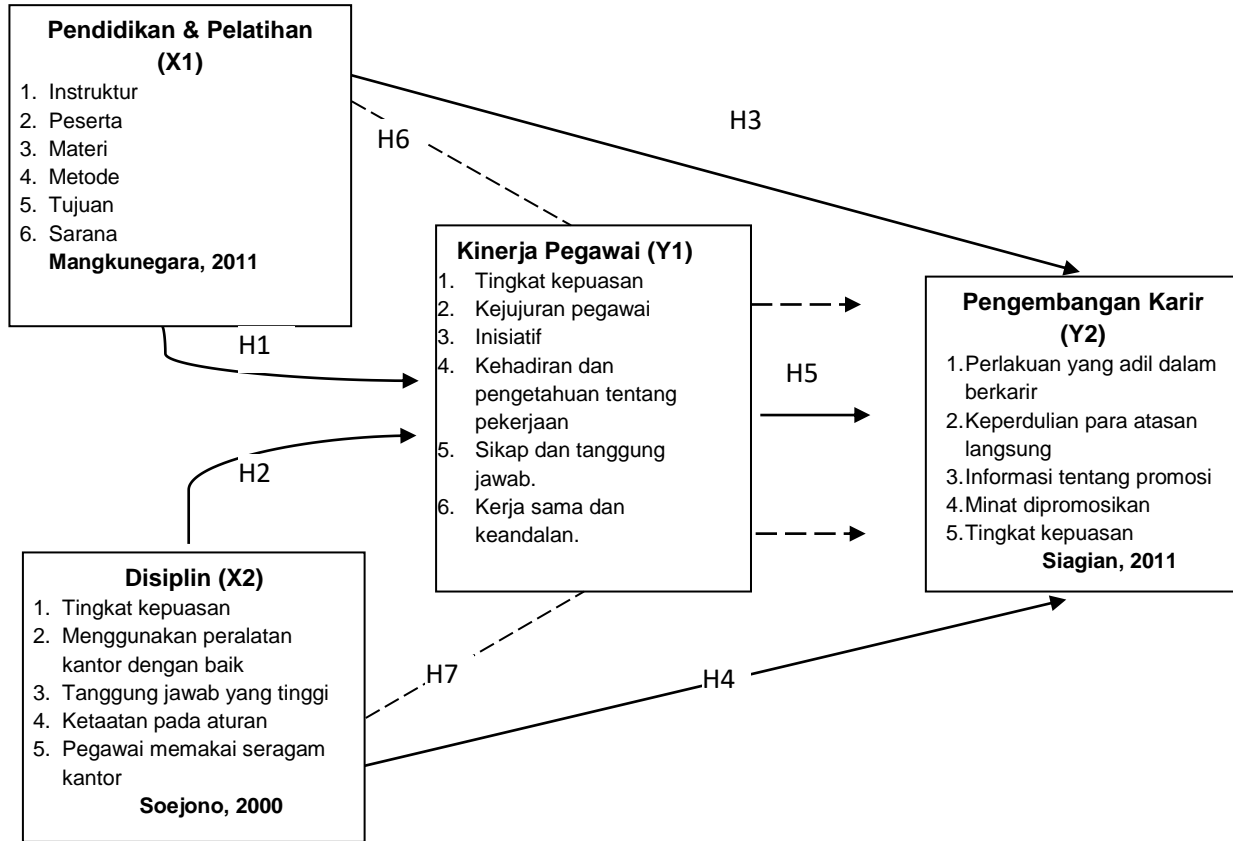 Pendidikan & Pelatihan
(X1)
1. Instruktur
2. Peserta
3. Materi
4. Metode
5. Tujuan
6. Sarana
Mangkunegara, 2011
H3
H6
H1
Kinerja Pegawai (Y1)
1. Tingkat kepuasan
2. Kejujuran pegawai
3. Inisiatif
4. Kehadiran dan
pengetahuan tentang
pekerjaan
5. Sikap dan tanggung
jawab.
6. Kerja sama dan
keandalan.
H5
Pengembangan Karir
(Y2)
1.Perlakuan yang adil dalam
berkarir
2.Keperdulian para atasan
langsung
3.Informasi tentang promosi
4.Minat dipromosikan
5.Tingkat kepuasan
Siagian, 2011
H2
Disiplin (X2)
1. Tingkat kepuasan
2. Menggunakan peralatan
kantor dengan baik
3. Tanggung jawab yang tinggi
4. Ketaatan pada aturan
5. Pegawai memakai seragam
kantor
Soejono, 2000
H7
H4